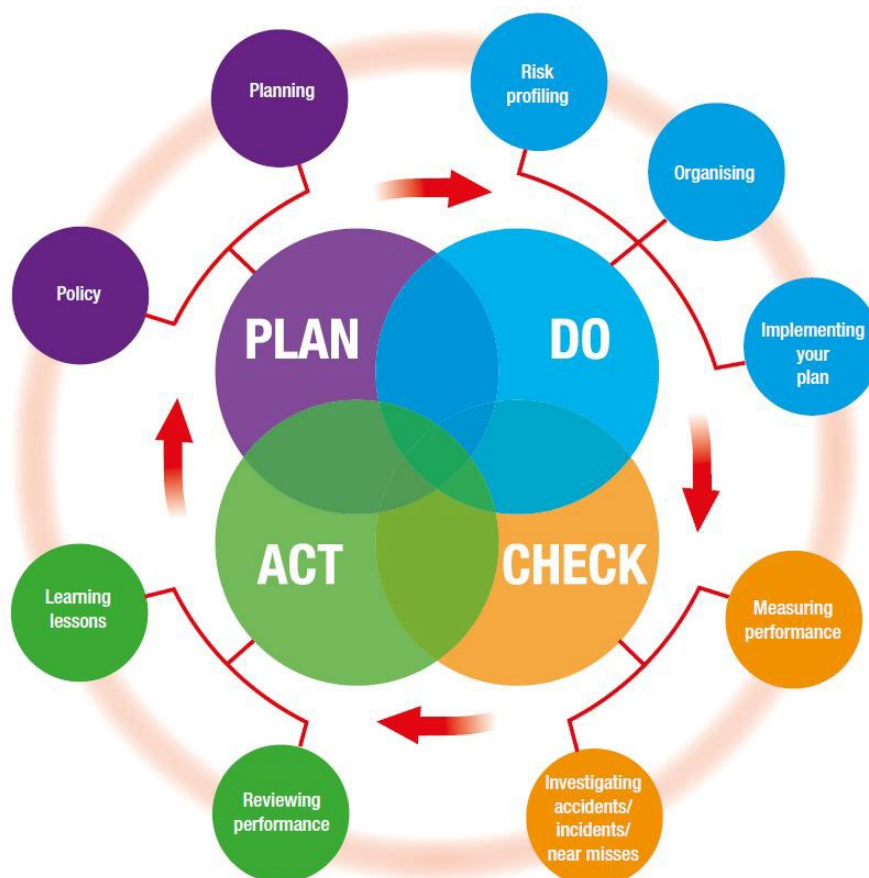 Planning
Risk
profiling
Organising
Policy
Implementing
your
plan
PLAN
DO
ACT
CHECK
Learning
lessons
Measuring
performance
Reviewing
performance
Investigating
accidents/
incidents/
near misses